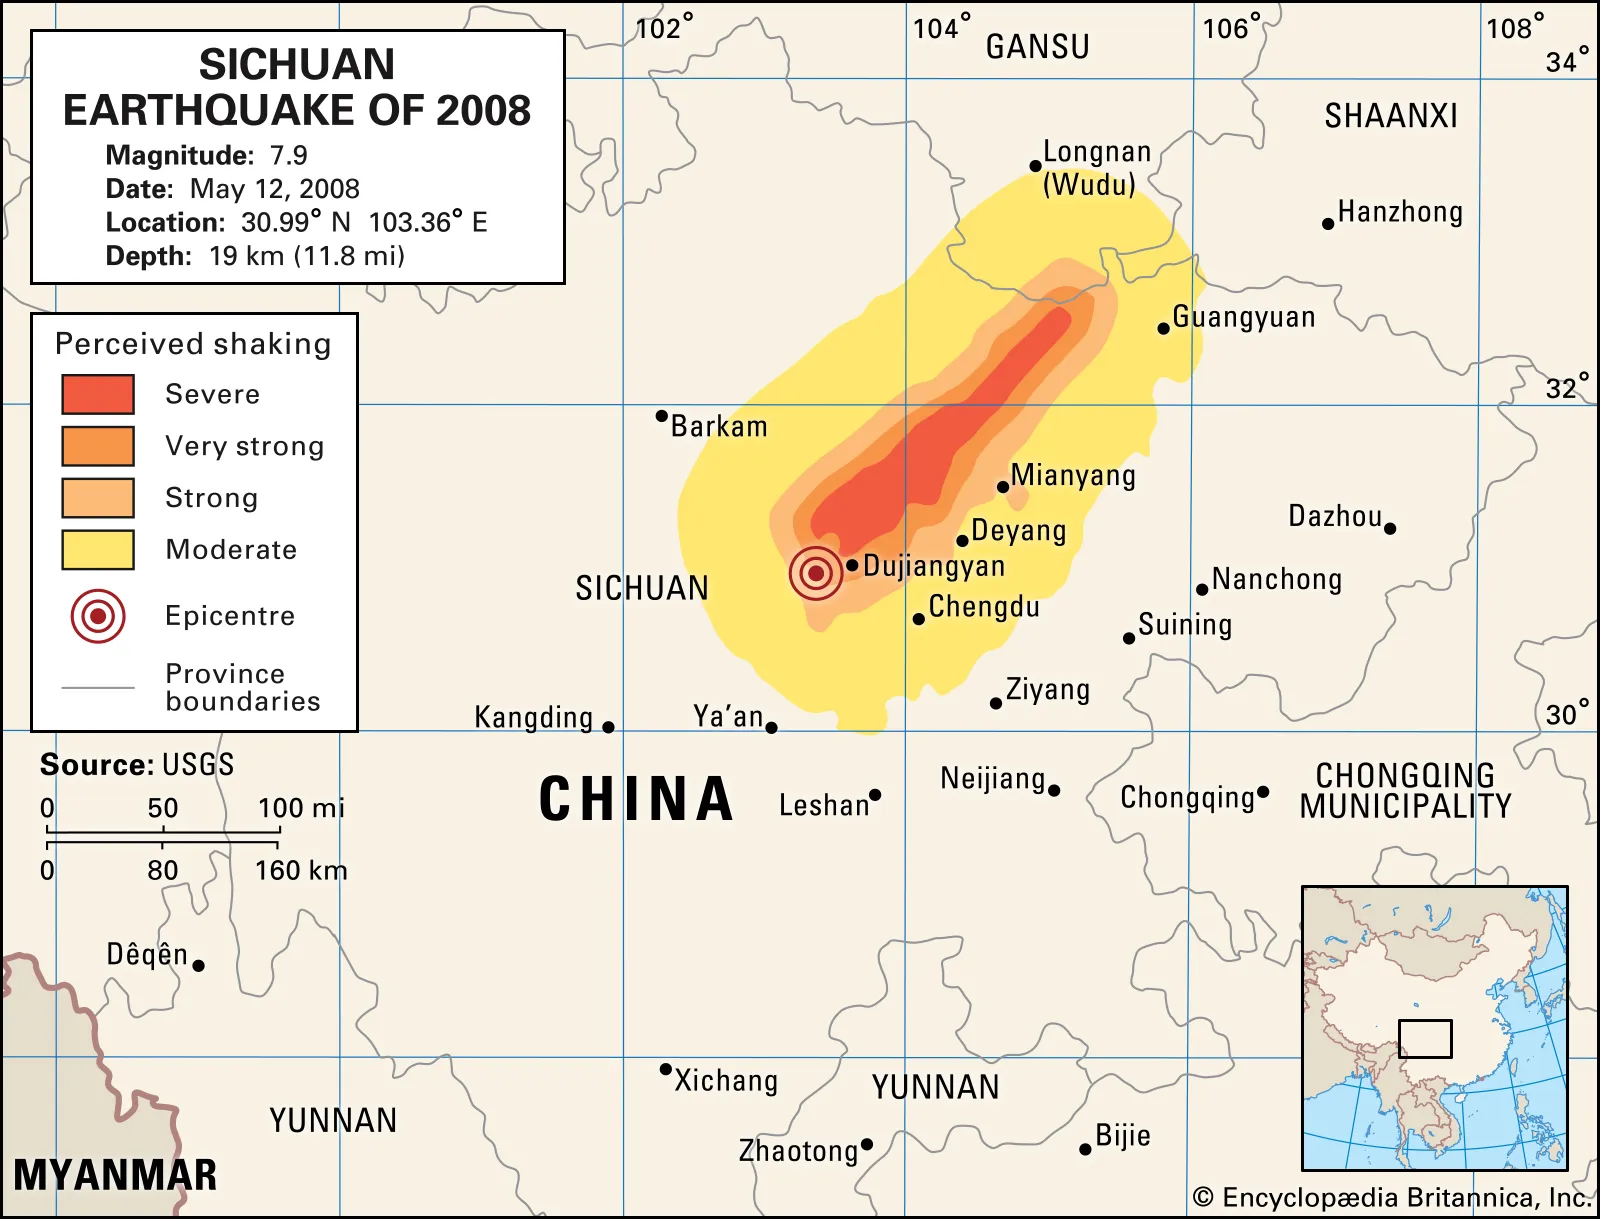 SICHUAN
EARTHQUAKE OF 2008
Magnitude: 7.9
Date: May 12, 2008
Location: 30.99° N 103.36° E
Depth: 19 km (11.8 mi)
102°
104°
106°
108°
GANSU
34°
SHAANXI
Longnan
(Wudu)
Hanzhong
Guangyuan
Perceived shaking
Severe
Very strong
Strong
Moderate
Epicentre
Province
boundaries
32°
Barkam
Mianyang
Deyang
Dazhou
Dujiangyan
SICHUAN
Nanchong
Chengdu
Suining
Ziyang
Kangding
Ya’an
30°
Source: USGS
0 50 100 mi
0 80 160 km
CHINA
Leshan
Neijiang
Chongqing
CHONGQING
MUNICIPALITY
Dêqên
Xichang
YUNNAN
YUNNAN
Zhaotong
Bijie
MYANMAR
© Encyclopædia Britannica, Inc.